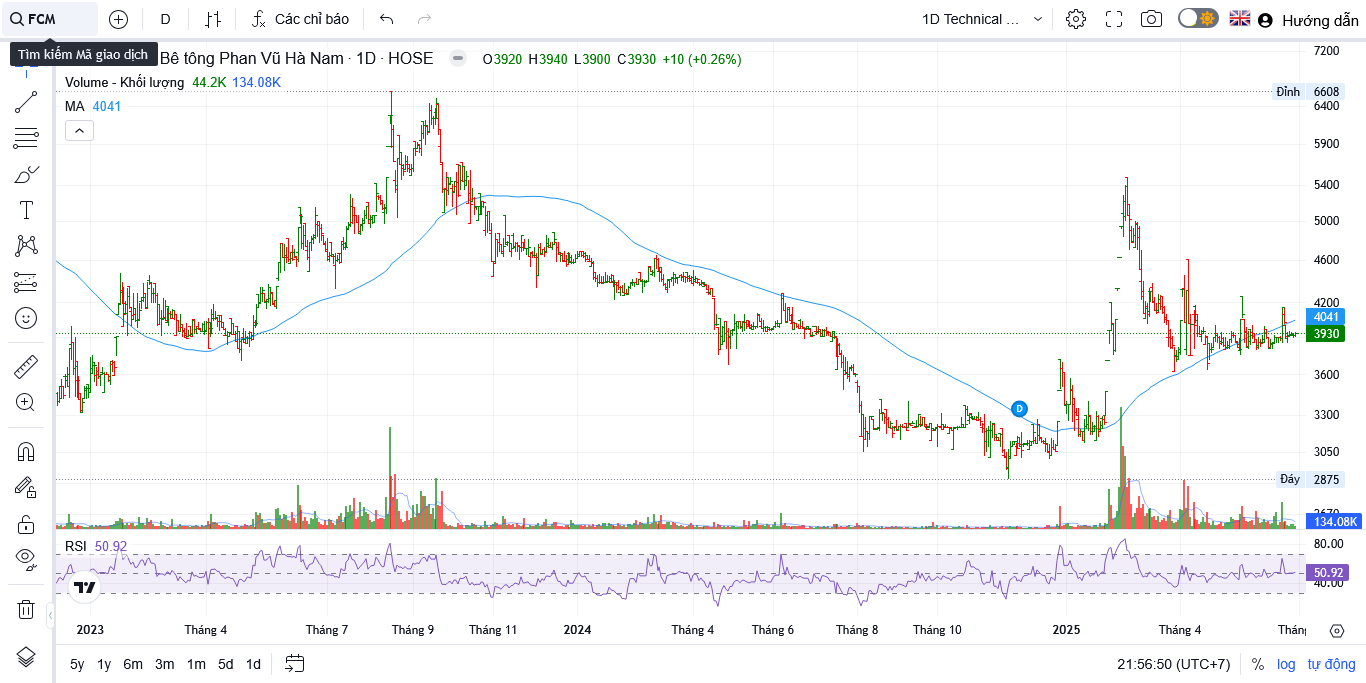 FCM
D
Các chỉ báo
1D Technical ...
Hướng dẫn
Tìm kiếm Mã giao dịch
Bê tông Phan Vũ Hà Nam · 1D · HOSE
O3920 H3940 L3900 C3930 +10 (+0.26%)
Volume - Khối lượng 44.2K 134.08K
MA 4041
7200
Đỉnh 6608
6400
5900
5400
5000
4600
4200
4041
3930
3600
3300
3050
Đáy 2875
134.08K
D
RSI 50.92
80.00
50.92
40.00
2023
Tháng 4
Tháng 7
Tháng 9
Tháng 11
2024
Tháng 4
Tháng 6
Tháng 8
Tháng 10
2025
Tháng 4
5y 1y 6m 3m 1m 5d 1d
21:56:50 (UTC+7)
%
log
tự động